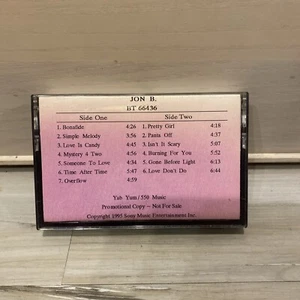 JON B.
BT 66436
Side One Side Two
1. Bonafide 4:26 1. Pretty Girl 4:18
2. Simple Melody 3:56 2. Pants Off 4:37
3. Love Is Candy 6:45 3. Isn't It Scary 5:07
4. Mystery 4 Two 4:56 4. Burning For You 5:52
5. Someone To Love 4:34 5. Gone Before Light 6:13
6. Time After Time 5:47 6. Love Don't Do 6:44
7. Overflow 4:59
Yab Yum/550 Music
Promotional Copy - Not For Sale
Copyright 1995 Sony Music Entertainment Inc.